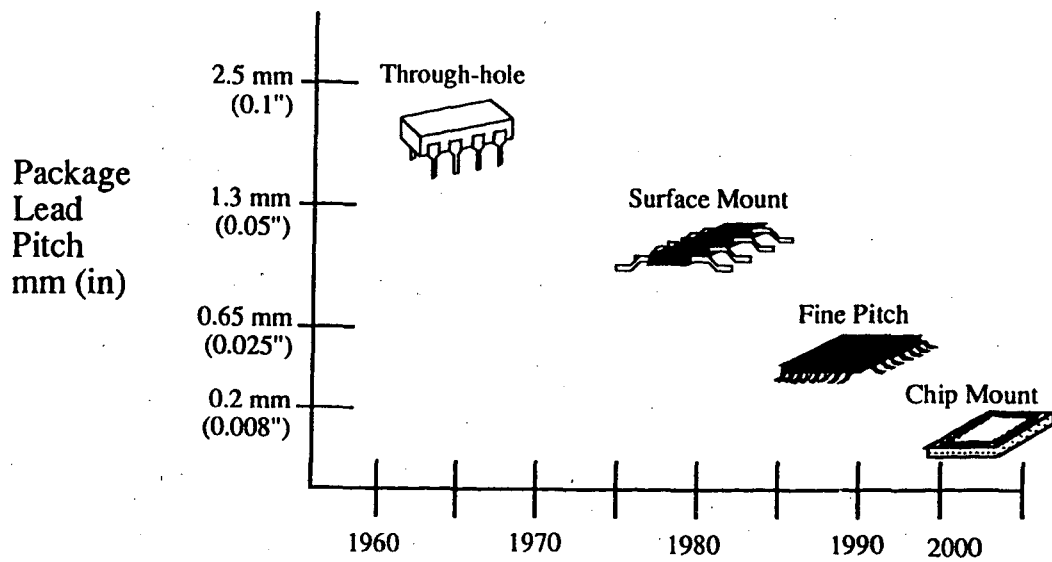 2.5 mm
(0.1")
Through-hole
Package
Lead
Pitch
mm (in)
1.3 mm
(0.05")
Surface Mount
0.65 mm
(0.025")
Fine Pitch
0.2 mm
(0.008")
Chip Mount
1960
1970
1980
1990
2000